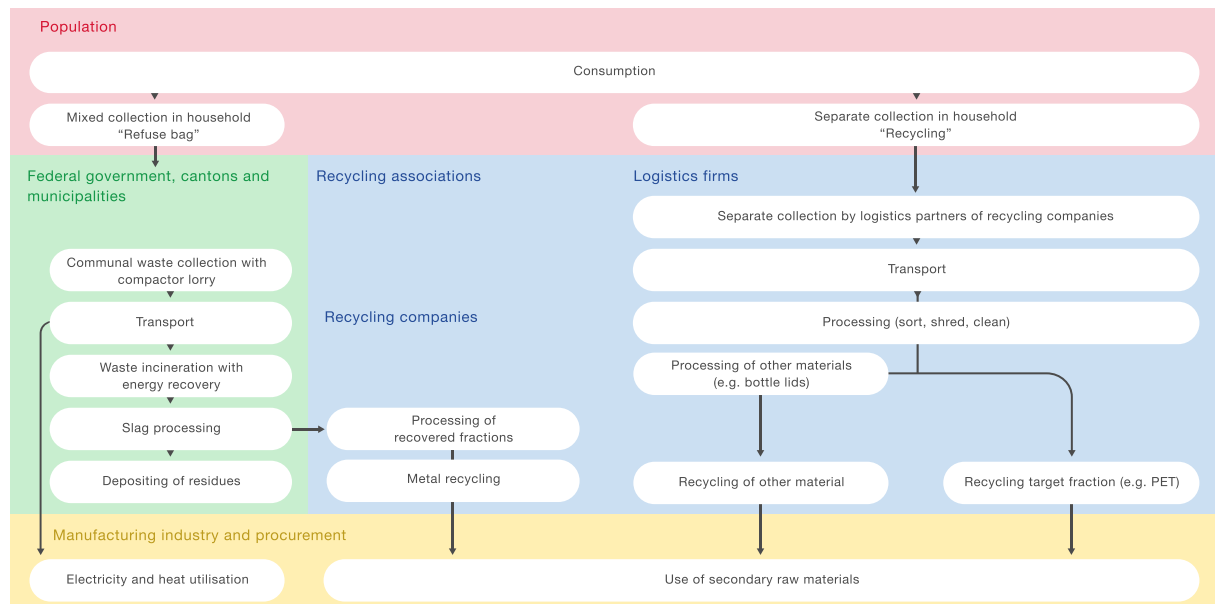 Population
Consumption
Mixed collection in household
“Refuse bag”
Separate collection in household
“Recycling”
Federal government, cantons and
municipalities
Recycling associations
Logistics firms
Separate collection by logistics partners of recycling companies
Communal waste collection with
compactor lorry
Transport
Transport
Recycling companies
Processing (sort, shred, clean)
Waste incineration with
energy recovery
Processing of other materials
(e.g. bottle lids)
Slag processing
Processing of
recovered fractions
Depositing of residues
Metal recycling
Recycling of other material
Recycling target fraction (e.g. PET)
Manufacturing industry and procurement
Electricity and heat utilisation
Use of secondary raw materials